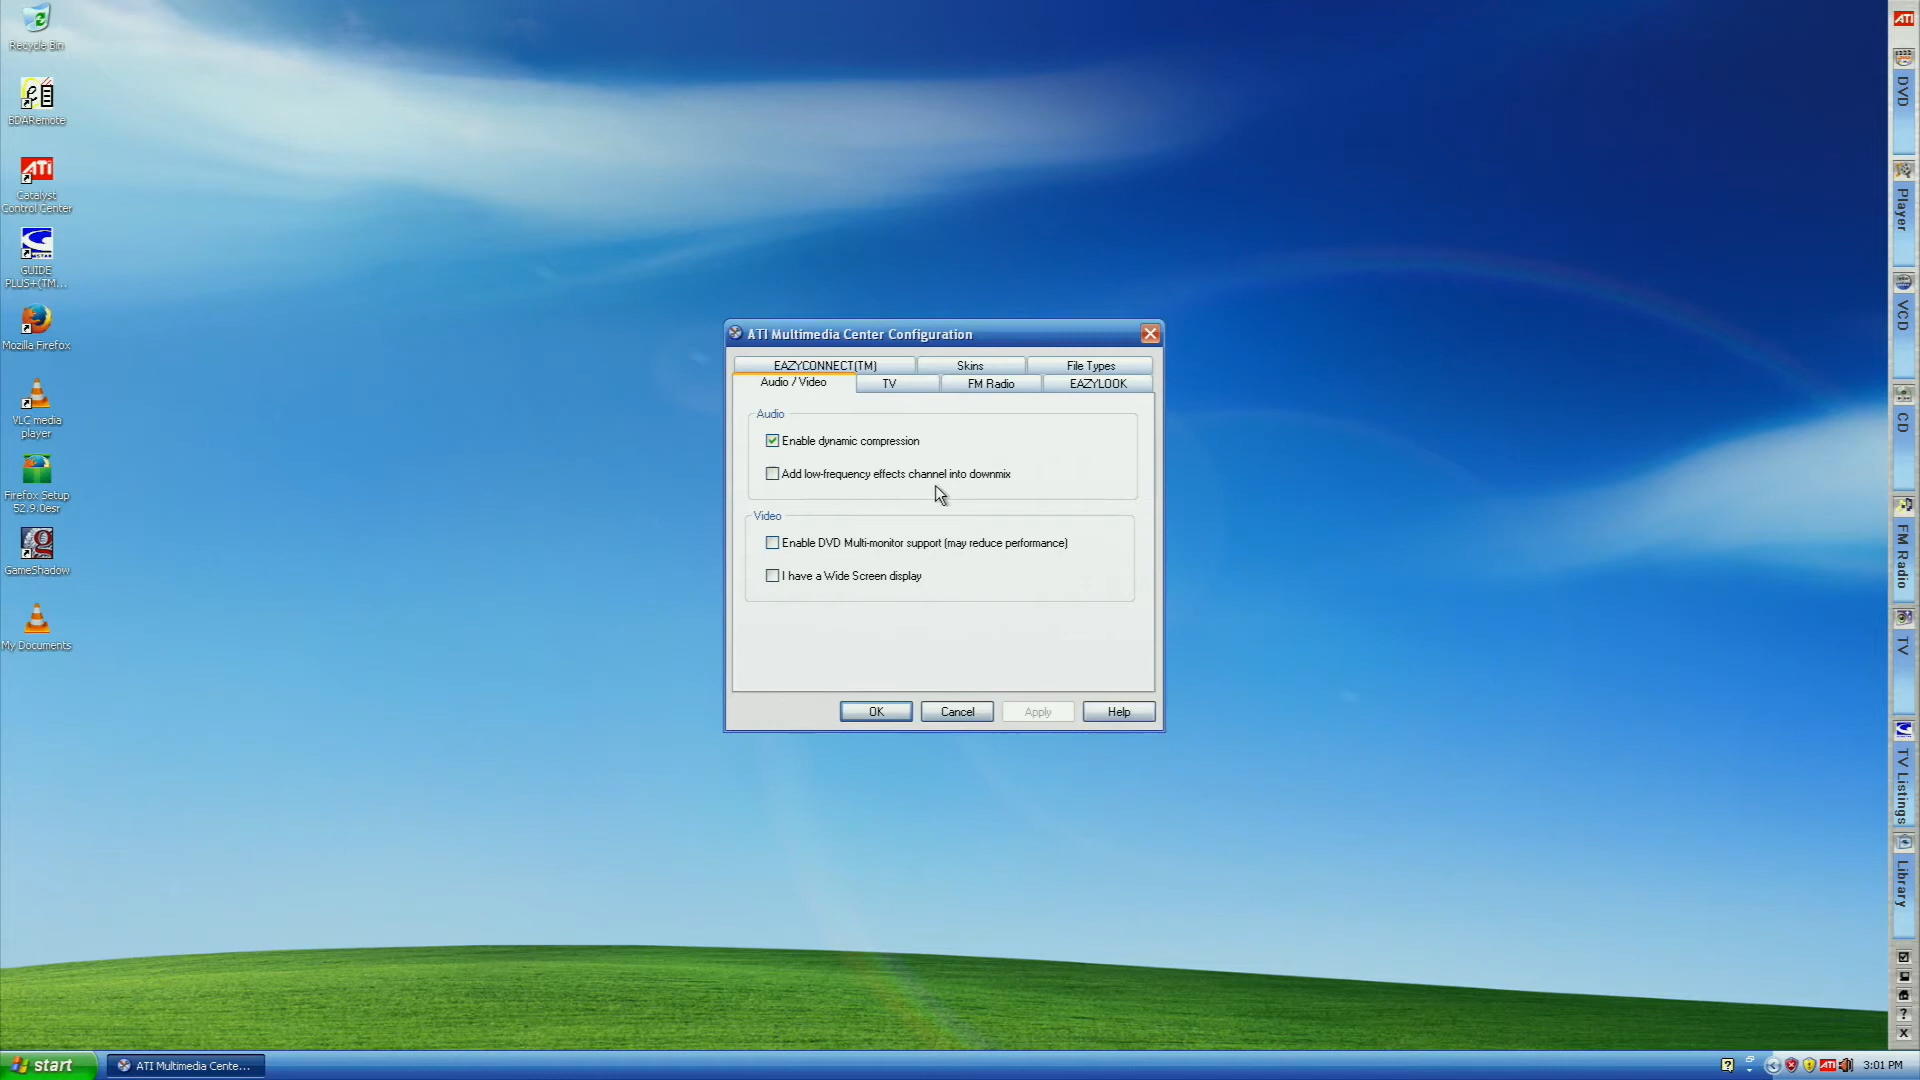 Recycle Bin
BDARemote
ATI
Catalyst
Control Center
GUIDE
PLUS+(TM...
Mozilla Firefox
VLC media
player
Firefox Setup
52.9.0esr
GameShadow
My Documents
ATI Multimedia Center Configuration
EAZYCONNECT(TM)
Skins
File Types
Audio / Video
TV
FM Radio
EAZYLOOK
Audio
Enable dynamic compression
Add low-frequency effects channel into downmix
Video
Enable DVD Multi-monitor support (may reduce performance)
I have a Wide Screen display
OK
Cancel
Apply
Help
ATI
DVD
Player
VCD
CD
FM Radio
TV
TV Listings
Library
?
X
start
ATI Multimedia Cente...
?
ATI
3:01 PM